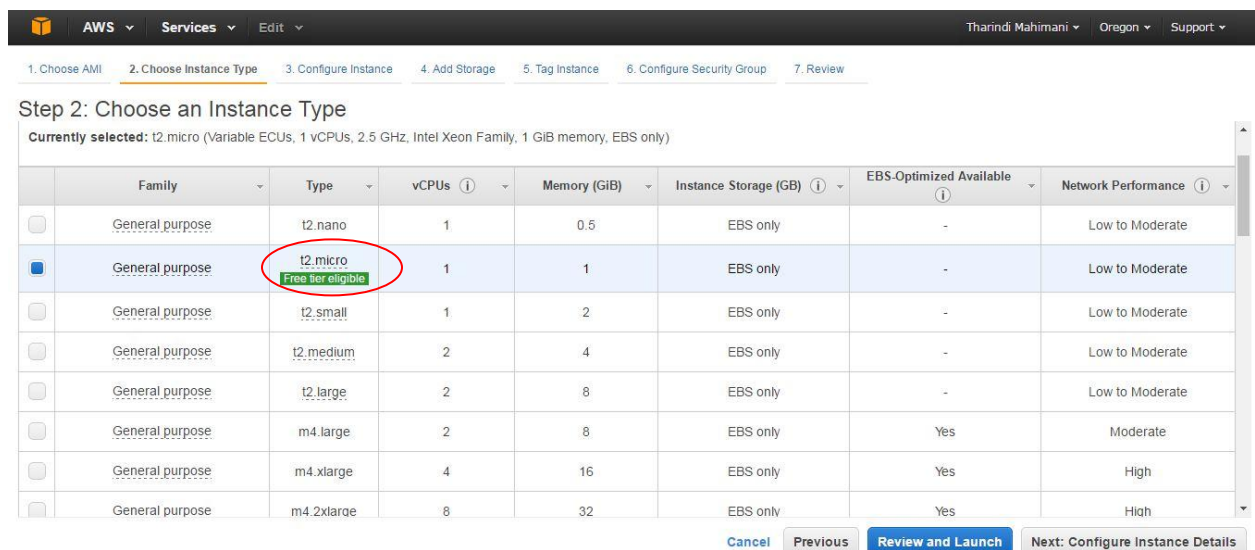 AWS Services Edit Tharindi Mahimani Oregon Support
1. Choose AMI 2. Choose Instance Type 3. Configure Instance 4. Add Storage 5. Tag Instance 6. Configure Security Group 7. Review
Step 2: Choose an Instance Type
Currently selected: t2.micro (Variable ECUs, 1 vCPUs, 2.5 GHz, Intel Xeon Family, 1 GiB memory, EBS only)
Family Type vCPUs i Memory (GiB) Instance Storage (GB) i EBS-Optimized Available i Network Performance i
General purpose t2.nano 1 0.5 EBS only - Low to Moderate
General purpose t2.micro Free tier eligible 1 1 EBS only - Low to Moderate
General purpose t2.small 1 2 EBS only - Low to Moderate
General purpose t2.medium 2 4 EBS only - Low to Moderate
General purpose t2.large 2 8 EBS only - Low to Moderate
General purpose m4.large 2 8 EBS only Yes Moderate
General purpose m4.xlarge 4 16 EBS only Yes High
General purpose m4.2xlarge 8 32 EBS only Yes High
Cancel Previous Review and Launch Next: Configure Instance Details